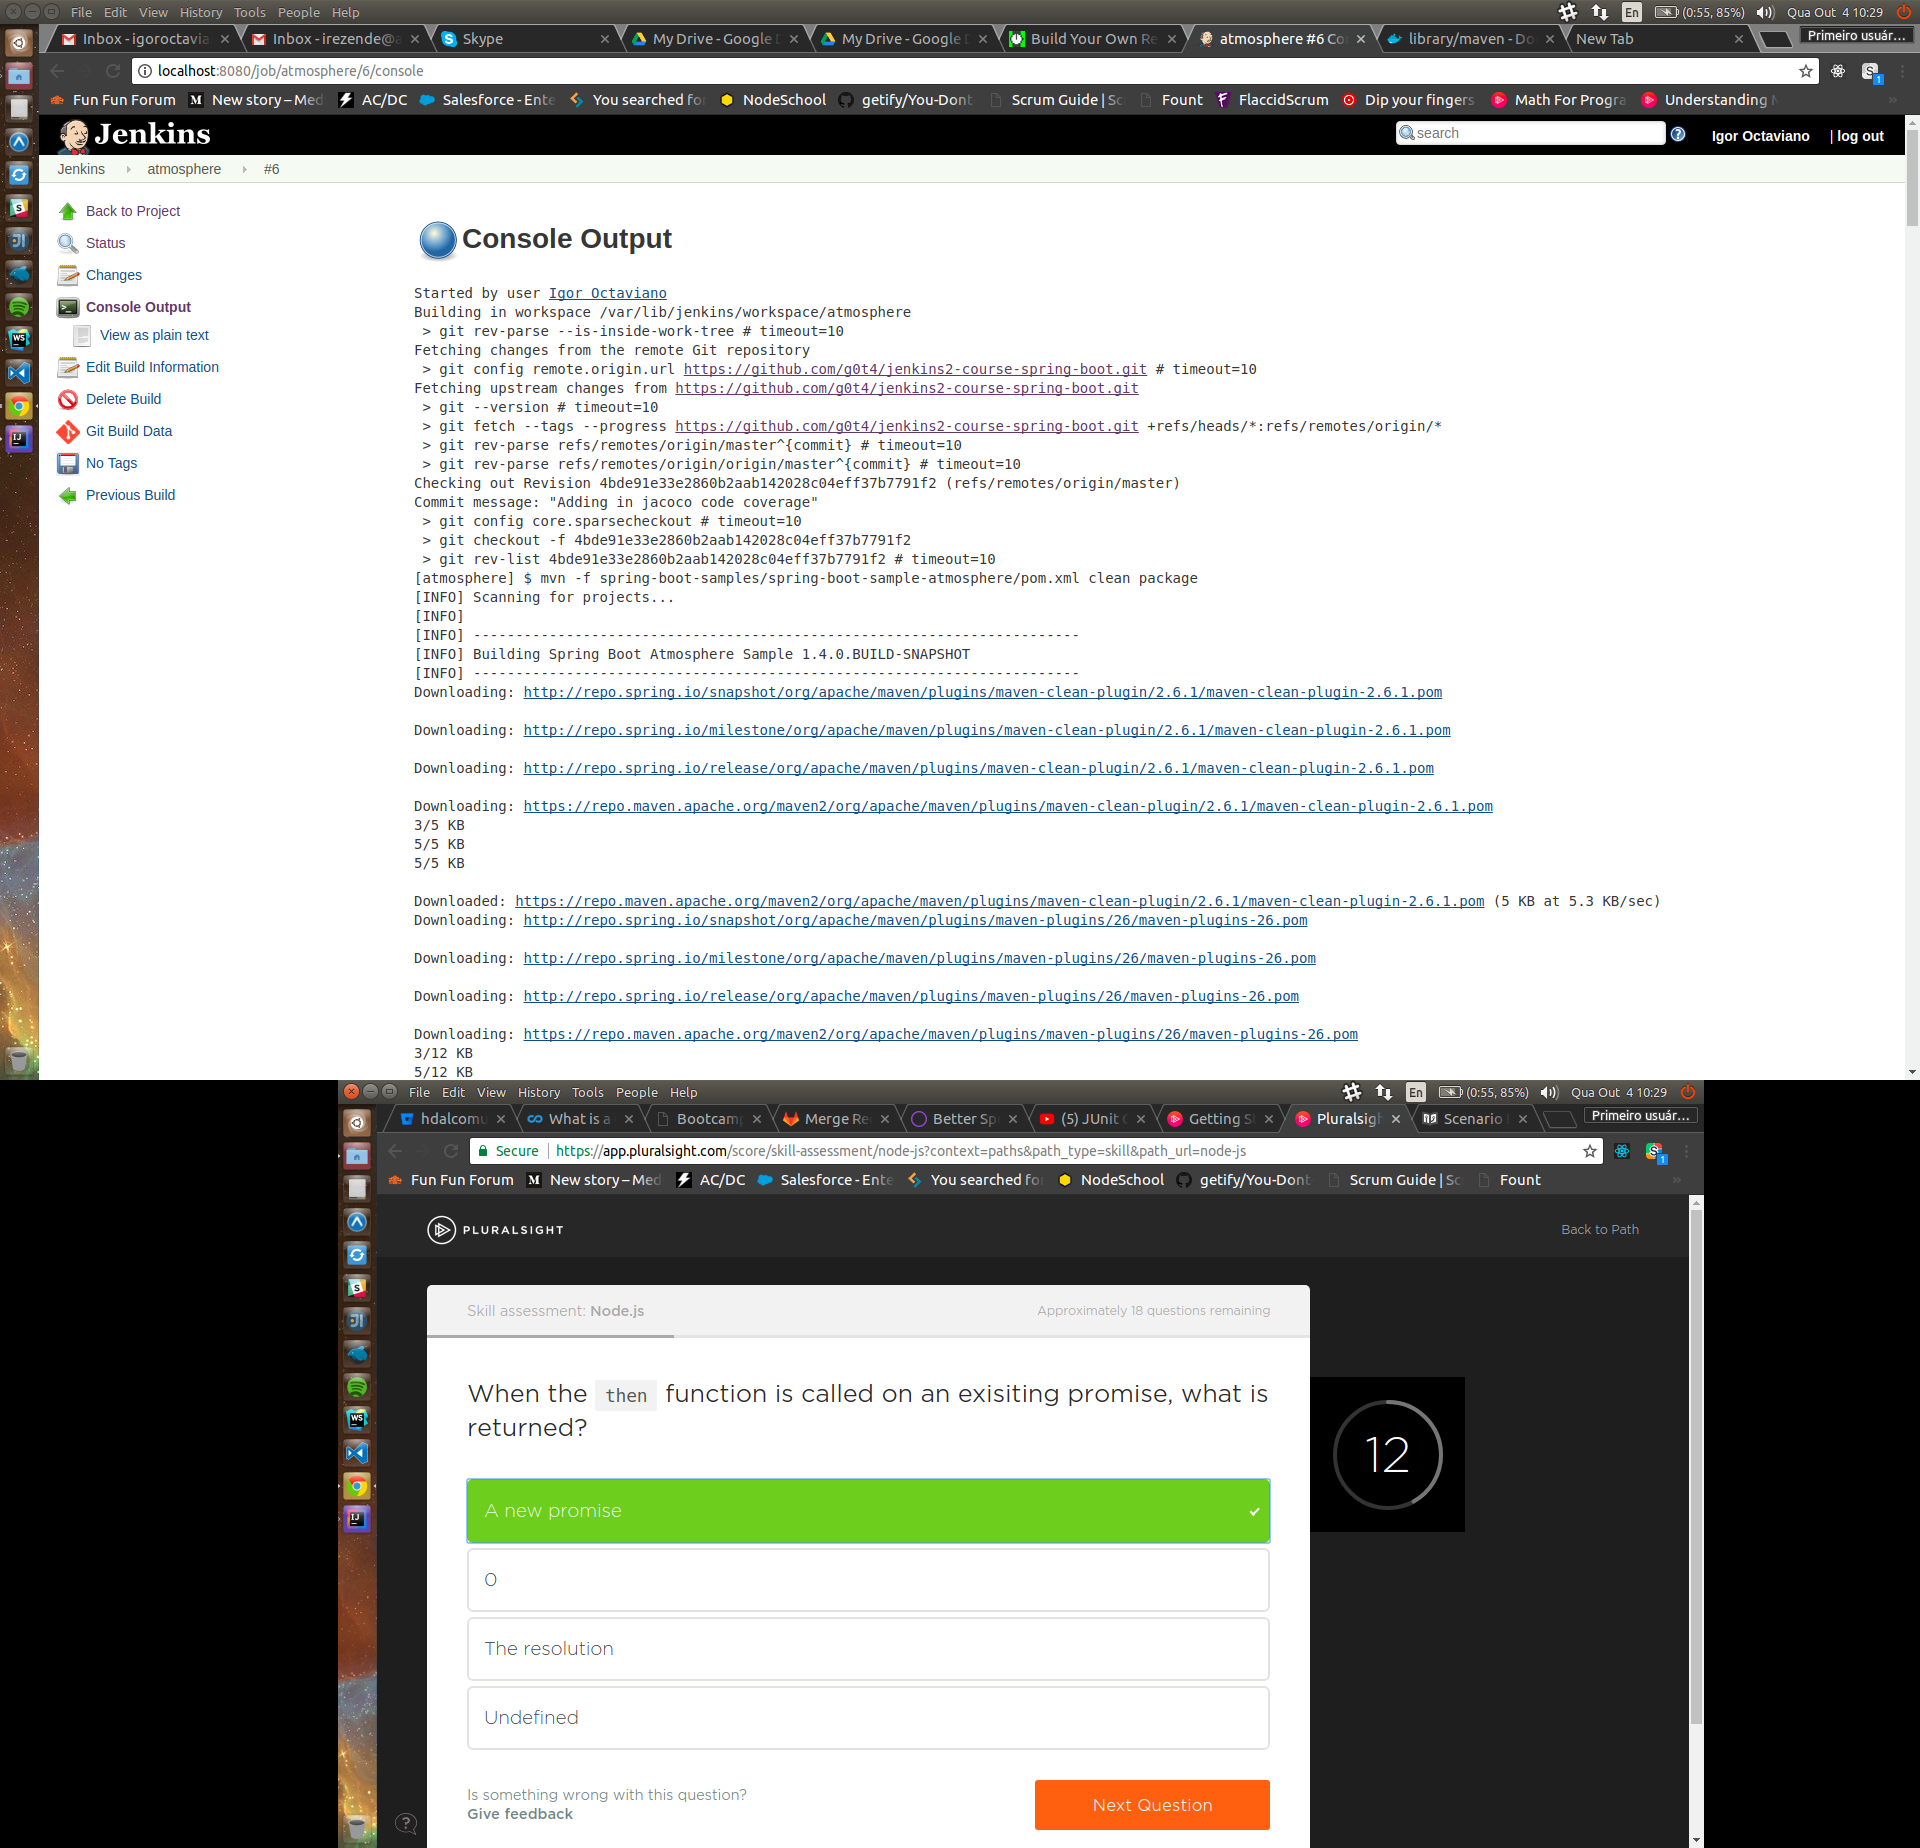 File Edit View History Tools People Help
En (0:55, 85%) Qua Out 4 10:29
Inbox - igoroctavia Inbox - irezende@a Skype My Drive - Google D My Drive - Google D Build Your Own Re atmosphere #6 Co library/maven - Do New Tab Primeiro usuár...
localhost:8080/job/atmosphere/6/console
Fun Fun Forum New story – Med AC/DC Salesforce - Ente You searched for NodeSchool getify/You-Dont Scrum Guide | Sc Fount FlaccidScrum Dip your fingers Math For Progra Understanding
Jenkins
search
Igor Octaviano | log out
Jenkins atmosphere #6
Back to Project
Status
Changes
Console Output
View as plain text
Edit Build Information
Delete Build
Git Build Data
No Tags
Previous Build
Console Output
Started by user Igor Octaviano
Building in workspace /var/lib/jenkins/workspace/atmosphere
> git rev-parse --is-inside-work-tree # timeout=10
Fetching changes from the remote Git repository
> git config remote.origin.url https://github.com/g0t4/jenkins2-course-spring-boot.git # timeout=10
Fetching upstream changes from https://github.com/g0t4/jenkins2-course-spring-boot.git
> git --version # timeout=10
> git fetch --tags --progress https://github.com/g0t4/jenkins2-course-spring-boot.git +refs/heads/*:refs/remotes/origin/*
> git rev-parse refs/remotes/origin/master^{commit} # timeout=10
> git rev-parse refs/remotes/origin/origin/master^{commit} # timeout=10
Checking out Revision 4bde91e33e2860b2aab142028c04eff37b7791f2 (refs/remotes/origin/master)
Commit message: "Adding in jacoco code coverage"
> git config core.sparsecheckout # timeout=10
> git checkout -f 4bde91e33e2860b2aab142028c04eff37b7791f2
> git rev-list 4bde91e33e2860b2aab142028c04eff37b7791f2 # timeout=10
[atmosphere] $ mvn -f spring-boot-samples/spring-boot-sample-atmosphere/pom.xml clean package
[INFO] Scanning for projects...
[INFO]
[INFO] ------------------------------------------------------------------------
[INFO] Building Spring Boot Atmosphere Sample 1.4.0.BUILD-SNAPSHOT
[INFO] ------------------------------------------------------------------------
Downloading: http://repo.spring.io/snapshot/org/apache/maven/plugins/maven-clean-plugin/2.6.1/maven-clean-plugin-2.6.1.pom
Downloading: http://repo.spring.io/milestone/org/apache/maven/plugins/maven-clean-plugin/2.6.1/maven-clean-plugin-2.6.1.pom
Downloading: http://repo.spring.io/release/org/apache/maven/plugins/maven-clean-plugin/2.6.1/maven-clean-plugin-2.6.1.pom
Downloading: https://repo.maven.apache.org/maven2/org/apache/maven/plugins/maven-clean-plugin/2.6.1/maven-clean-plugin-2.6.1.pom
3/5 KB
5/5 KB
5/5 KB
Downloaded: https://repo.maven.apache.org/maven2/org/apache/maven/plugins/maven-clean-plugin/2.6.1/maven-clean-plugin-2.6.1.pom (5 KB at 5.3 KB/sec)
Downloading: http://repo.spring.io/snapshot/org/apache/maven/plugins/maven-plugins/26/maven-plugins-26.pom
Downloading: http://repo.spring.io/milestone/org/apache/maven/plugins/maven-plugins/26/maven-plugins-26.pom
Downloading: http://repo.spring.io/release/org/apache/maven/plugins/maven-plugins/26/maven-plugins-26.pom
Downloading: https://repo.maven.apache.org/maven2/org/apache/maven/plugins/maven-plugins/26/maven-plugins-26.pom
3/12 KB
5/12 KB
File Edit View History Tools People Help
En (0:55, 85%) Qua Out 4 10:29
hdalcomu What is a Bootcam Merge Re Better Sp (5) JUnit Getting S Pluralsig Scenario Primeiro usuár...
Secure https://app.pluralsight.com/score/skill-assessment/node-js?context=paths&path_type=skill&path_url=node-js
Fun Fun Forum New story – Med AC/DC Salesforce - Ente You searched for NodeSchool getify/You-Dont Scrum Guide | Sc Fount
PLURALSIGHT
Back to Path
Skill assessment: Node.js
Approximately 18 questions remaining
When the then function is called on an exisiting promise, what is
returned?
12
A new promise
0
The resolution
Undefined
Is something wrong with this question?
Give feedback
Next Question